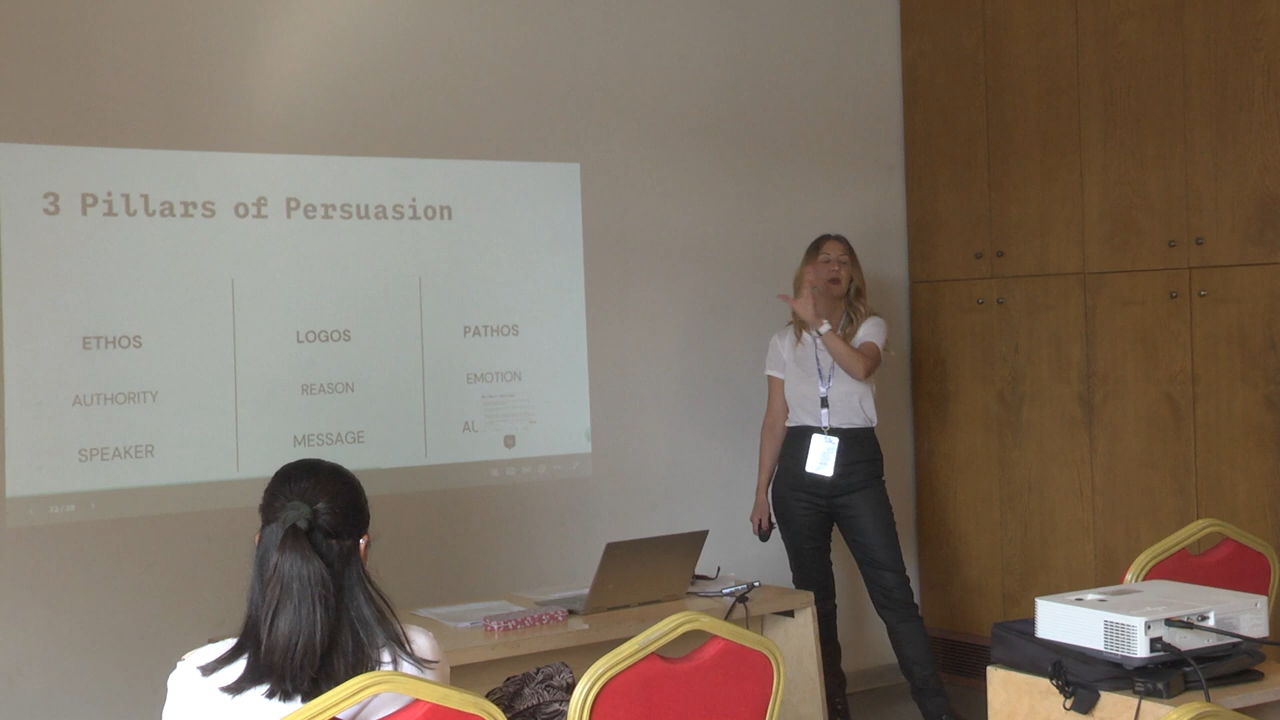 3 Pillars of Persuasion
ETHOS
AUTHORITY
SPEAKER
LOGOS
REASON
MESSAGE
PATHOS
EMOTION